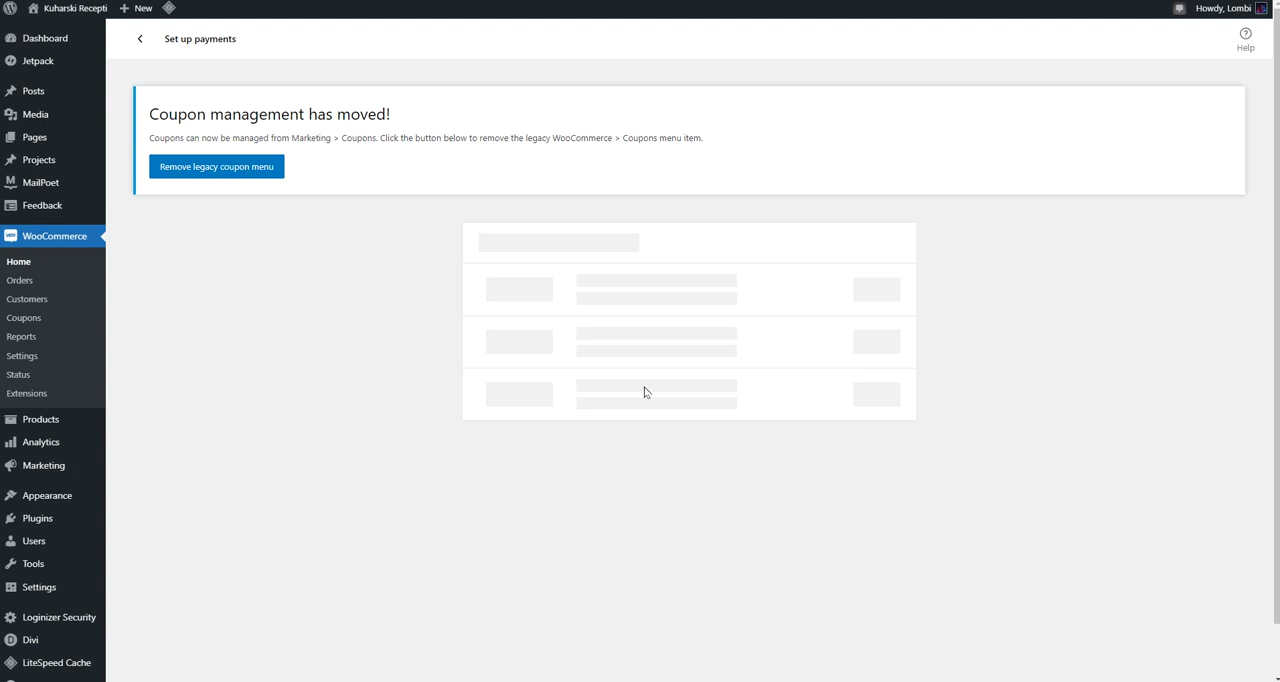 Kuharski Recepti
New
Howdy, Lombi
Dashboard
Jetpack
Posts
Media
Pages
Projects
MailPoet
Feedback
WooCommerce
Home
Orders
Customers
Coupons
Reports
Settings
Status
Extensions
Products
Analytics
Marketing
Appearance
Plugins
Users
Tools
Settings
Loginizer Security
Divi
LiteSpeed Cache
Set up payments
Help
Coupon management has moved!
Coupons can now be managed from Marketing > Coupons. Click the button below to remove the legacy WooCommerce > Coupons menu item.
Remove legacy coupon menu